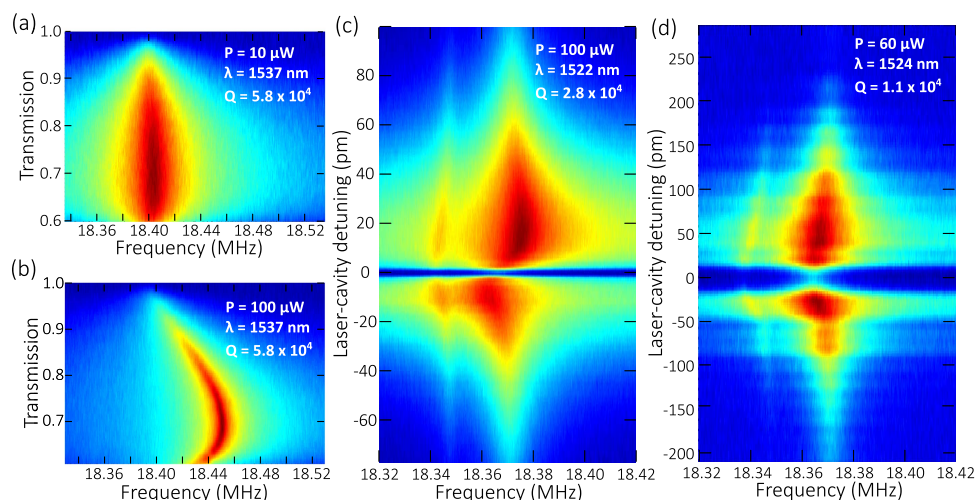 (a)
1.0
0.9
0.8
0.7
0.6
Transmission
P = 10 µW
λ = 1537 nm
Q = 5.8 x 10⁴
18.36 18.40 18.44 18.48 18.52
Frequency (MHz)
(b)
1.0
0.9
0.8
0.7
Transmission
P = 100 µW
λ = 1537 nm
Q = 5.8 x 10⁴
18.36 18.40 18.44 18.48 18.52
Frequency (MHz)
(c)
80
60
40
20
0
-20
-40
-60
Laser-cavity detuning (pm)
P = 100 µW
λ = 1522 nm
Q = 2.8 x 10⁴
18.32 18.34 18.36 18.38 18.40 18.42
Frequency (MHz)
(d)
250
200
150
100
50
0
-50
-100
-150
-200
Laser-cavity detuning (pm)
P = 60 µW
λ = 1524 nm
Q = 1.1 x 10⁴
18.32 18.34 18.36 18.38 18.40 18.42
Frequency (MHz)